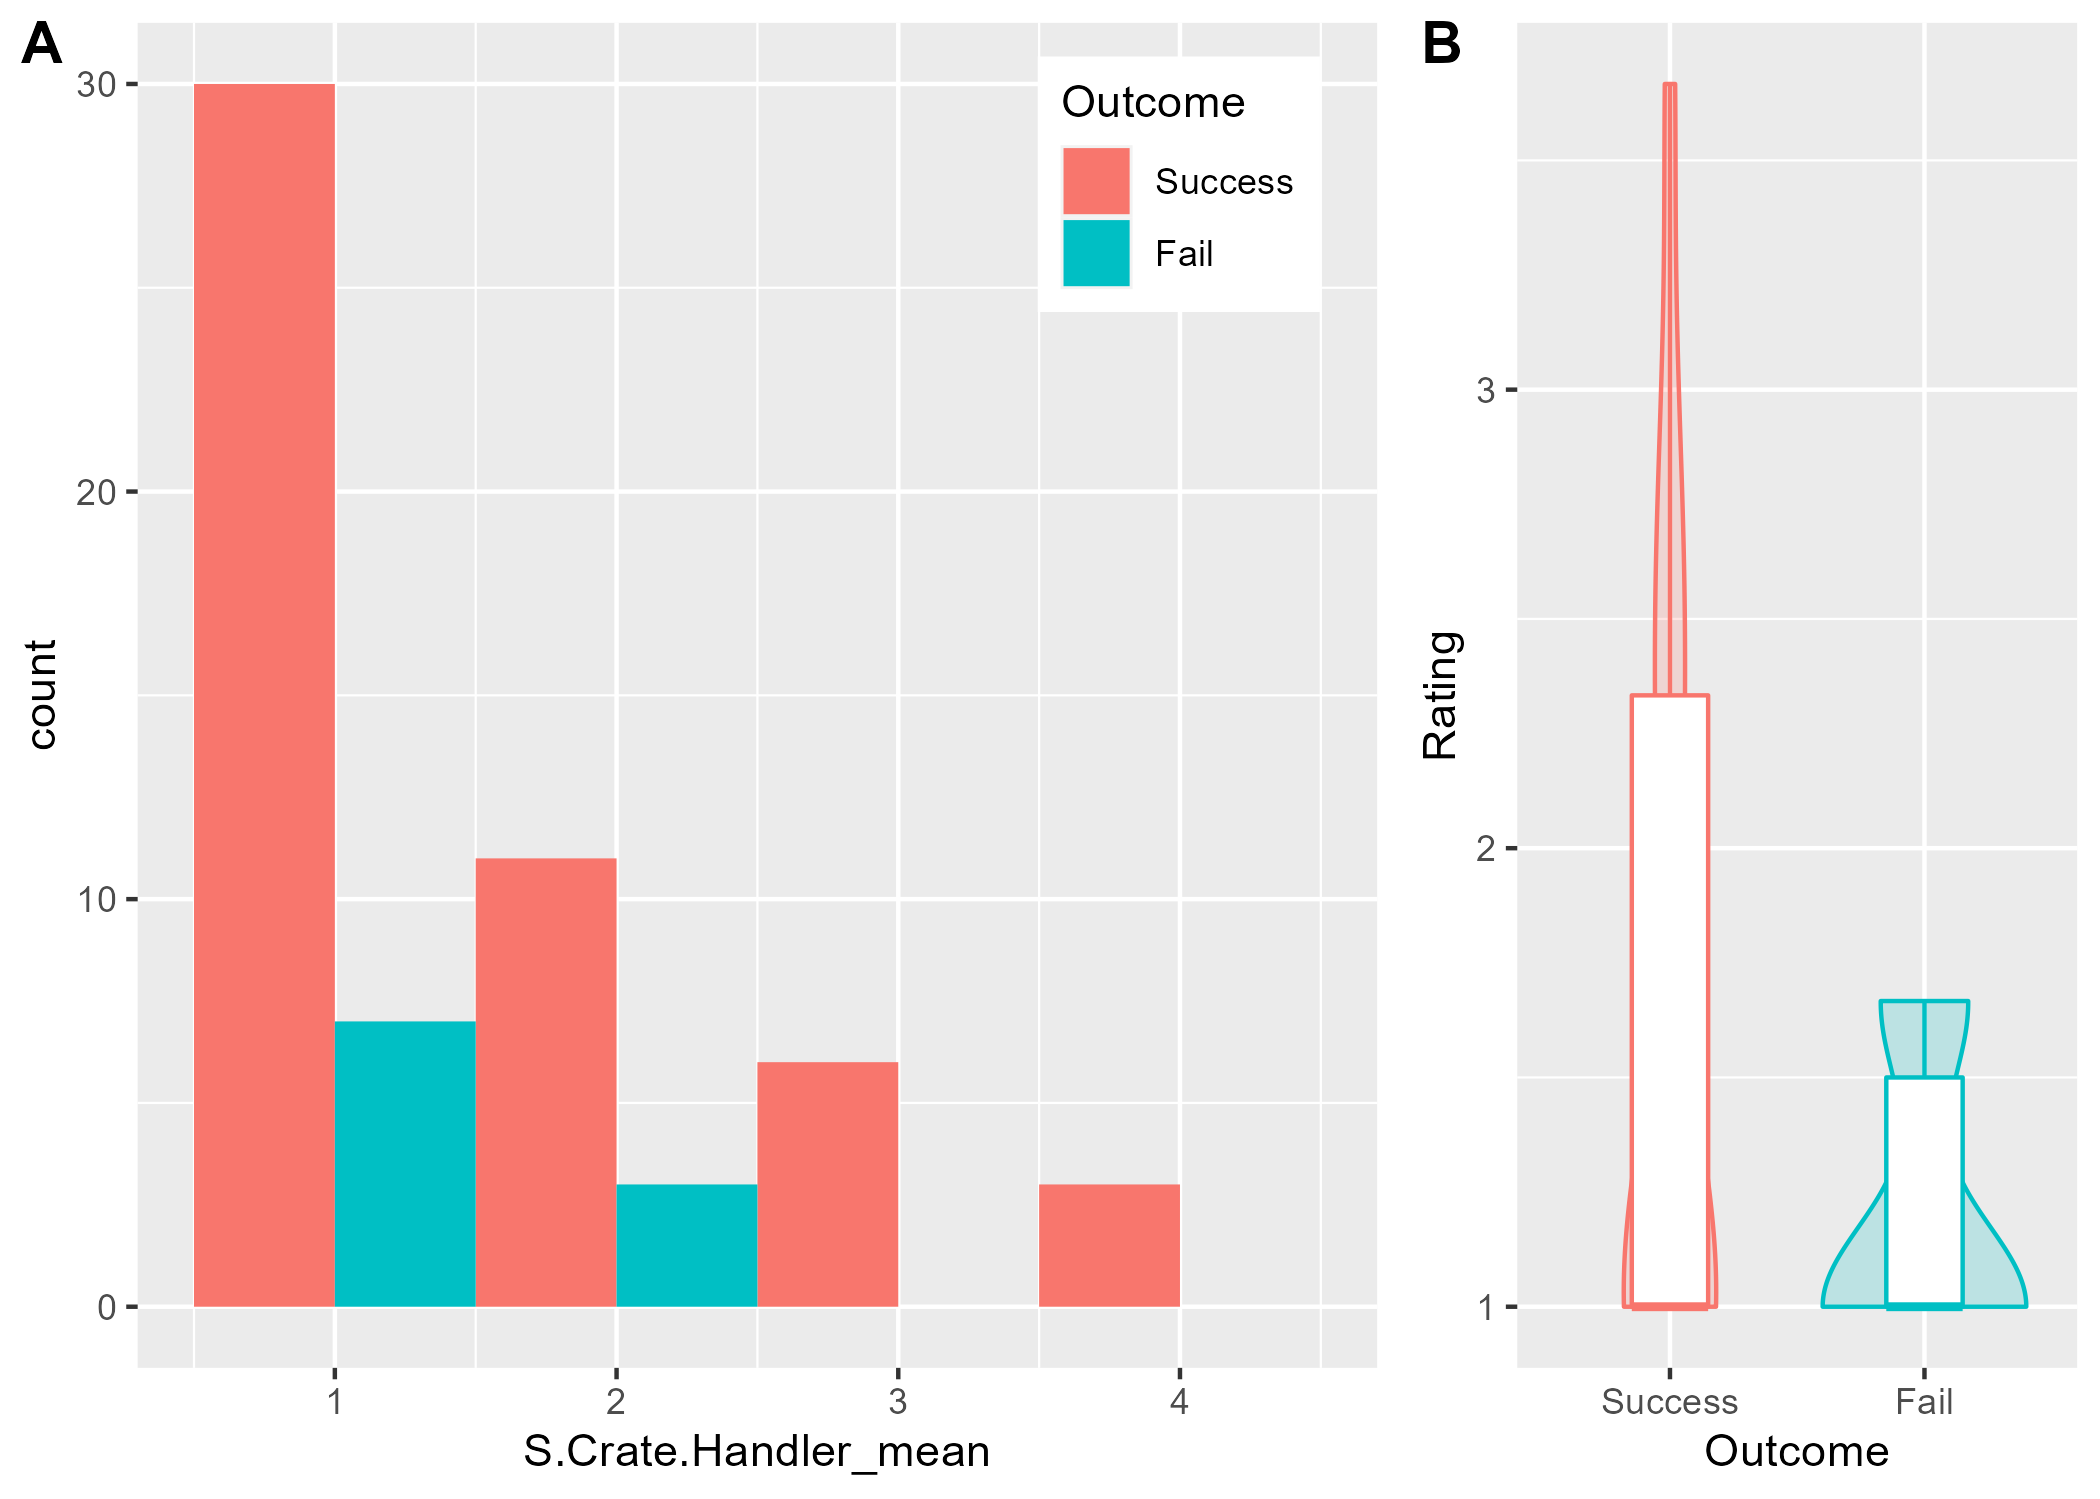 A
30
20
10
0
count
1 2 3 4
S.Crate.Handler_mean
Outcome
Success
Fail
B
3
2
1
Rating
Success Fail
Outcome